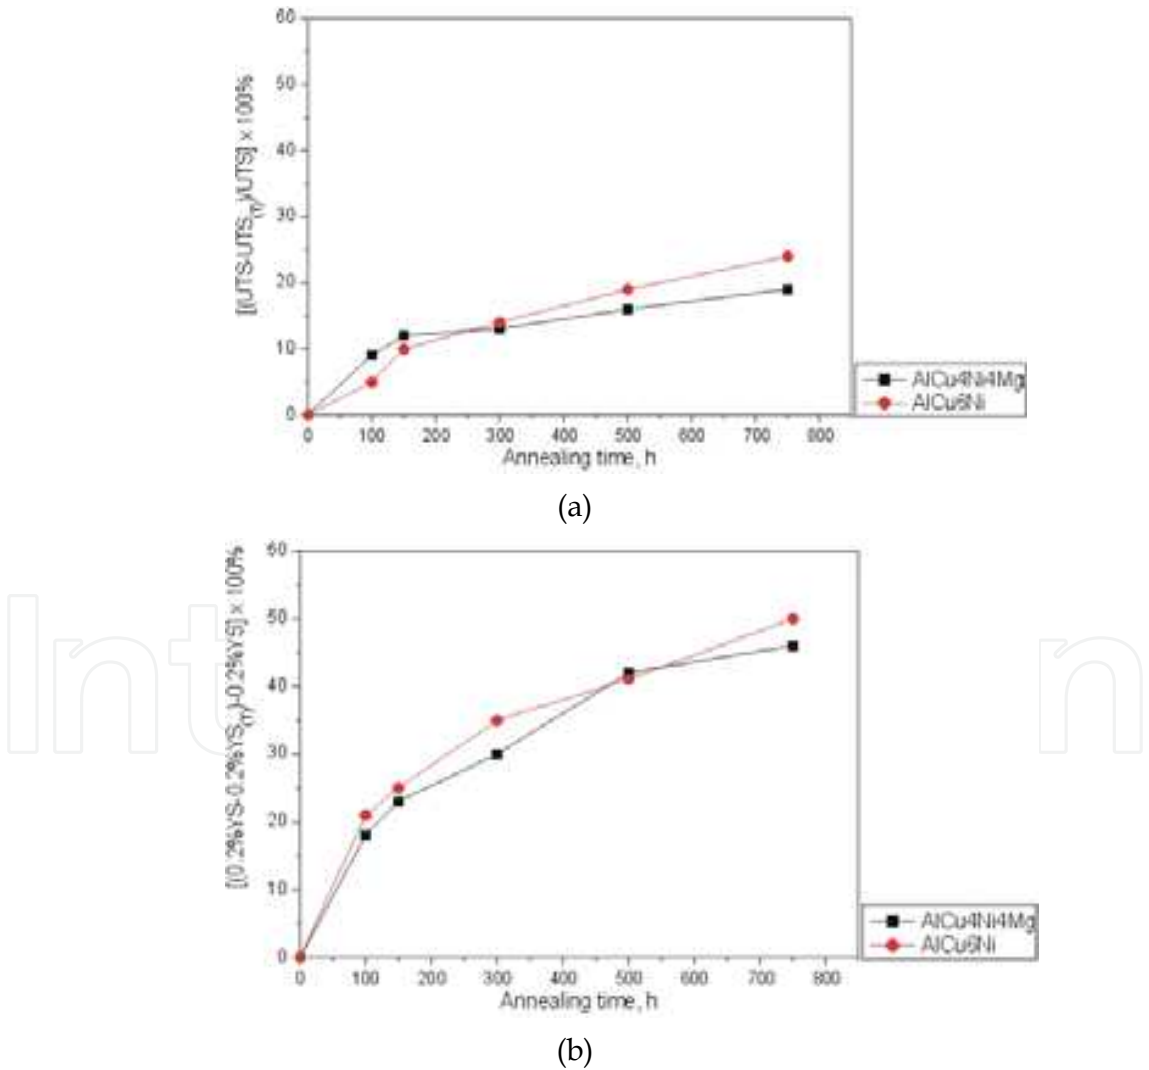 60
50
40
30
20
10
0
[(UTS-UTS(T))/UTS] x 100%
0 100 200 300 400 500 600 700 800
Annealing time, h
AlCu4Ni4Mg
AlCu6Ni
(a)
60
50
40
30
20
10
0
[(0.2%YS-0.2%YS(T))-0.2%YS] x 100%
0 100 200 300 400 500 600 700 800
Annealing time, h
AlCu4Ni4Mg
AlCu6Ni
(b)
Int n